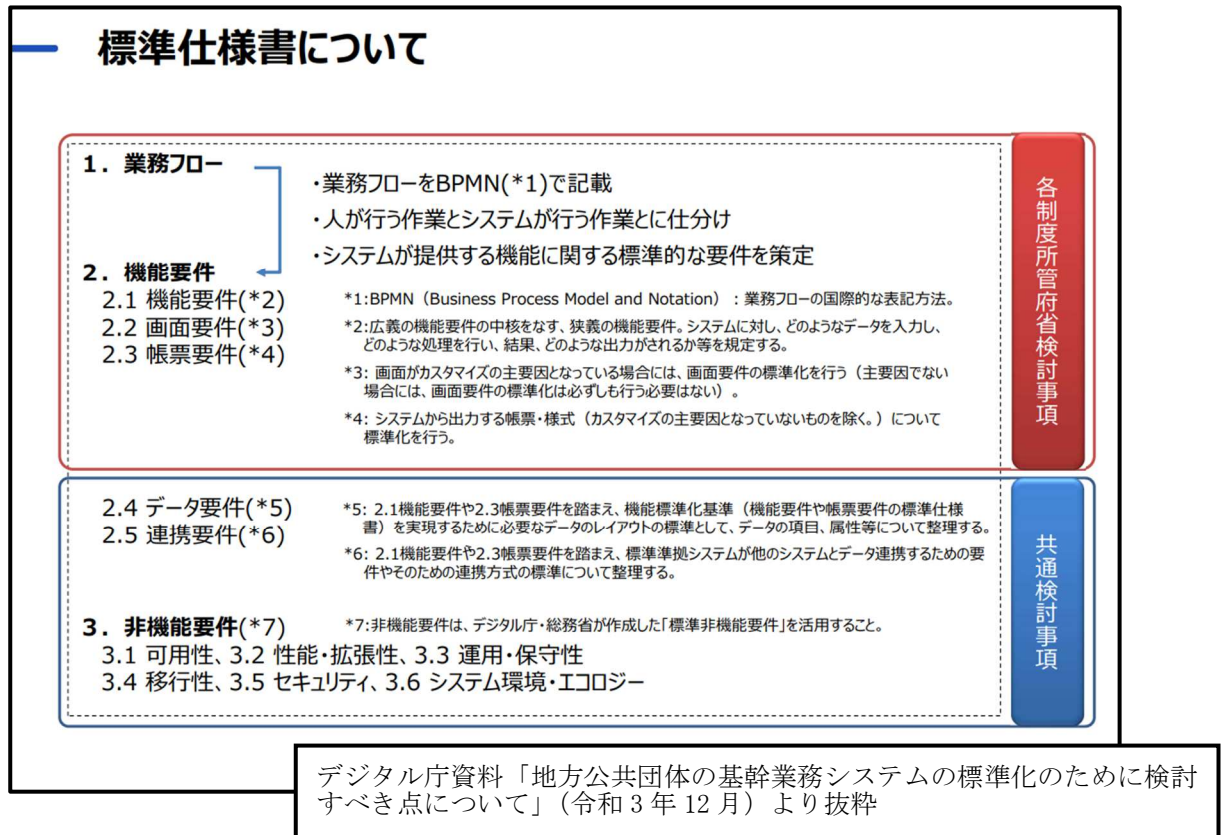 標準仕様書について
1．業務フロー
・業務フローをBPMN(*1)で記載
・人が行う作業とシステムが行う作業とに仕分け
・システムが提供する機能に関する標準的な要件を策定
2．機能要件
2.1 機能要件(*2)
2.2 画面要件(*3)
2.3 帳票要件(*4)
*1:BPMN（Business Process Model and Notation）：業務フローの国際的な表記方法。
*2:広義の機能要件の中核をなす、狭義の機能要件。システムに対し、どのようなデータを入力し、
どのような処理を行い、結果、どのような出力がされるか等を規定する。
*3: 画面がカスタマイズの主要因となっている場合には、画面要件の標準化を行う（主要因でない
場合には、画面要件の標準化は必ずしも行う必要はない）。
*4: システムから出力する帳票・様式（カスタマイズの主要因となっていないものを除く。）について
標準化を行う。
各制度所管府省検討事項
2.4 データ要件(*5)
2.5 連携要件(*6)
*5: 2.1機能要件や2.3帳票要件を踏まえ、機能標準化基準（機能要件や帳票要件の標準仕様
書）を実現するために必要なデータのレイアウトの標準として、データの項目、属性等について整理する。
*6: 2.1機能要件や2.3帳票要件を踏まえ、標準準拠システムが他のシステムとデータ連携するための要
件やそのための連携方式の標準について整理する。
3．非機能要件(*7)
*7:非機能要件は、デジタル庁・総務省が作成した「標準非機能要件」を活用すること。
3.1 可用性、3.2 性能・拡張性、3.3 運用・保守性
3.4 移行性、3.5 セキュリティ、3.6 システム環境・エコロジー
共通検討事項
デジタル庁資料「地方公共団体の基幹業務システムの標準化のために検討
すべき点について」（令和3年12月）より抜粋